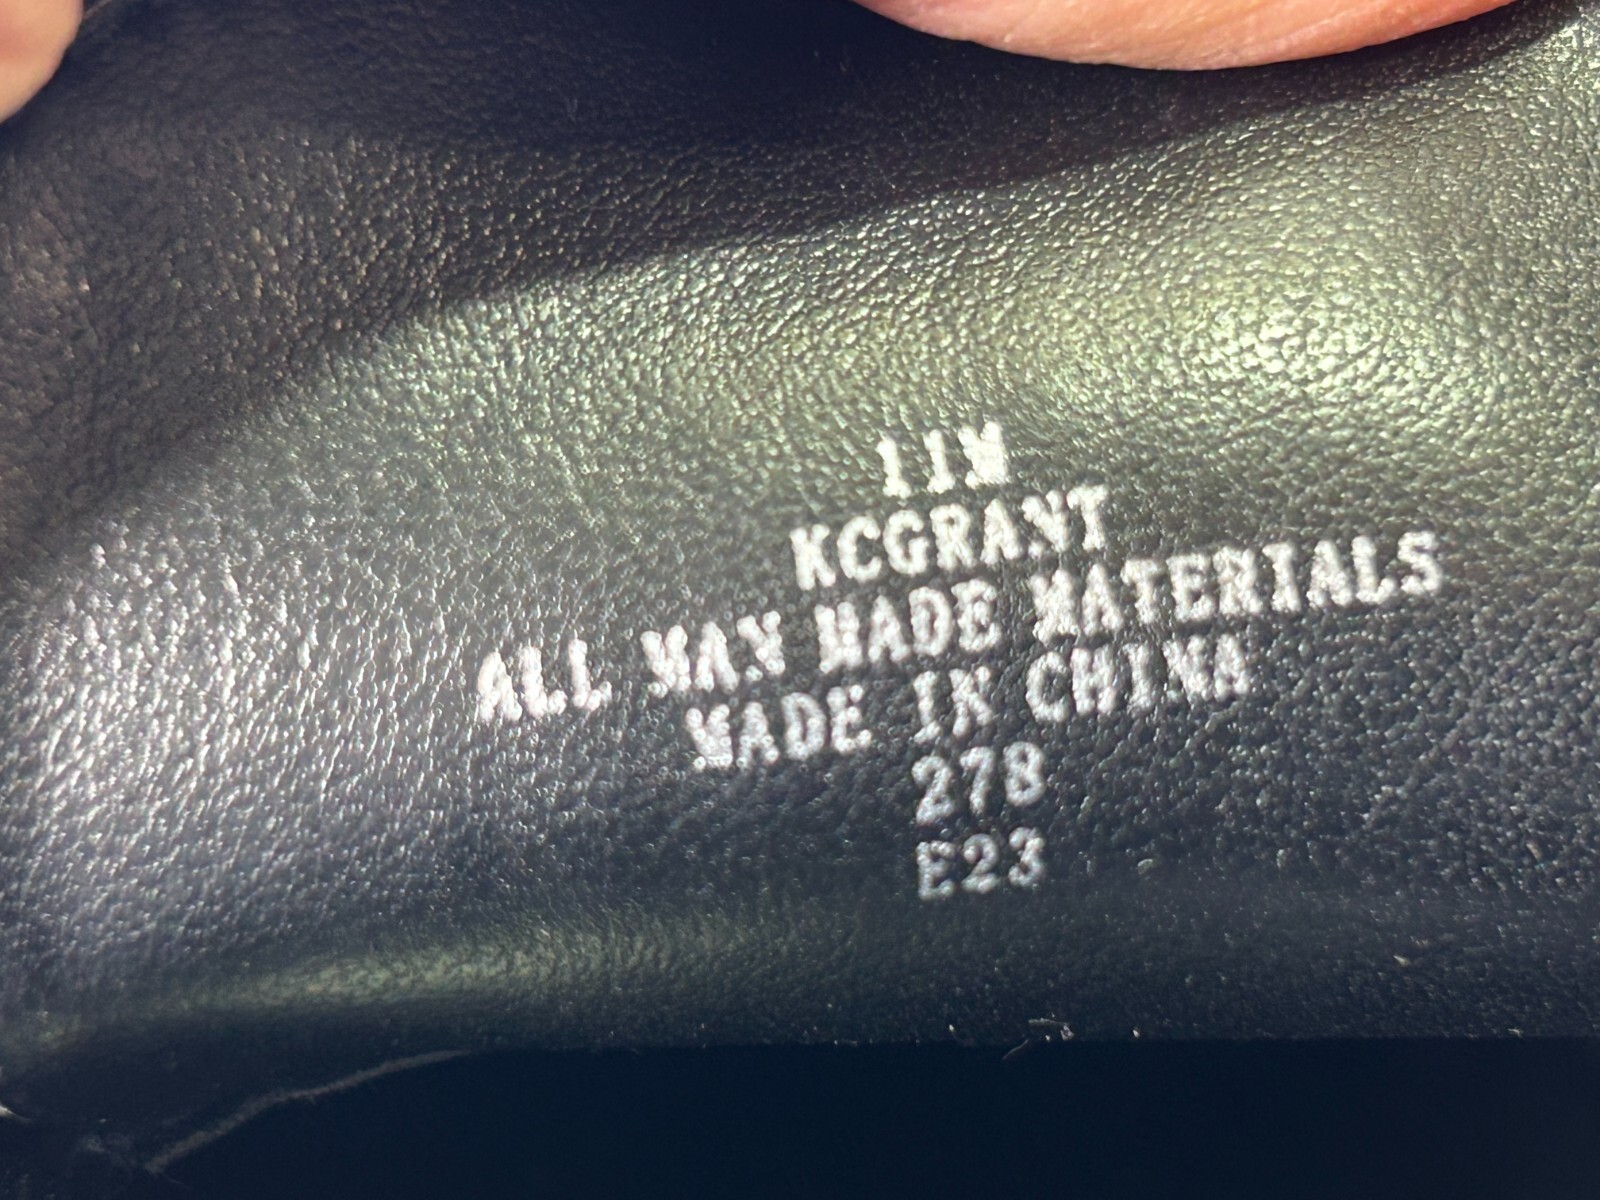 11M
KCGRANT
ALL MAN MADE MATERIALS
MADE IN CHINA
278
E23